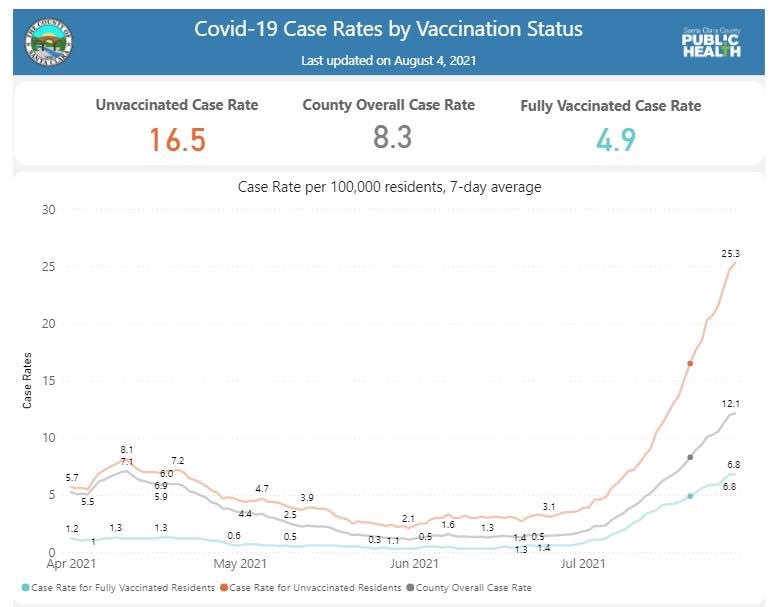 THE COUNTY OF
SANTA CLARA
Covid-19 Case Rates by Vaccination Status
Last updated on August 4, 2021
Santa Clara County
PUBLIC
HEALTH
Unvaccinated Case Rate
County Overall Case Rate
Fully Vaccinated Case Rate
16.5
8.3
4.9
Case Rate per 100,000 residents, 7-day average
Case Rates
30
25
20
15
10
5
0
25.3
12.1
6.8
6.8
5.7
5.5
8.1
7.1
6.0
6.9
5.9
7.2
4.4
4.7
2.5
3.9
2.1
1.6
1.3
3.1
1.2
1
1.3
1.3
0.6
0.5
0.3
1.1
0.5
1.4
0.5
1.3
1.4
Apr 2021
May 2021
Jun 2021
Jul 2021
Case Rate for Fully Vaccinated Residents
Case Rate for Unvaccinated Residents
County Overall Case Rate